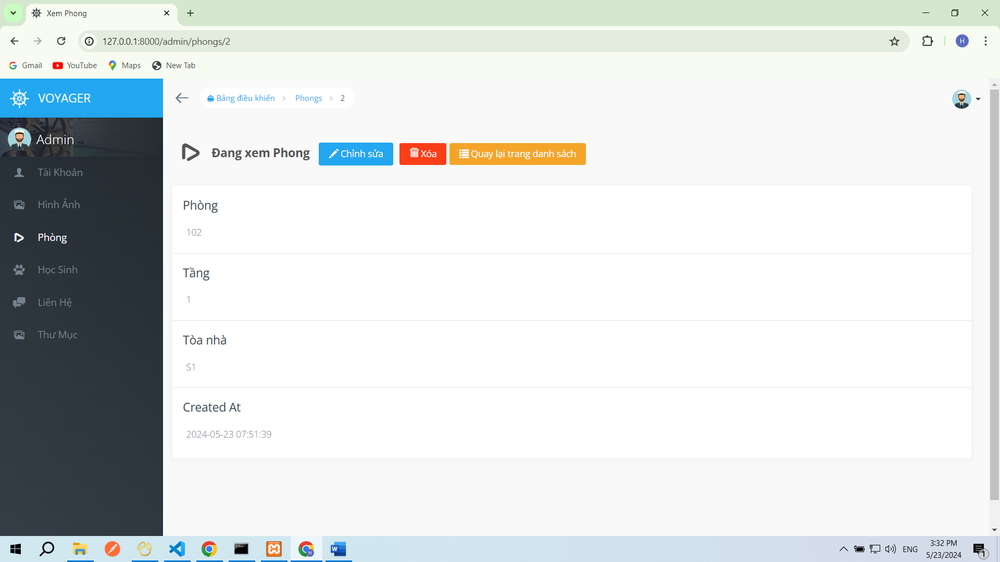 Xem Phong
127.0.0.1:8000/admin/phongs/2
H
Gmail
YouTube
Maps
New Tab
VOYAGER
Bảng điều khiển
Phongs
2
Admin
Đang xem Phong
Chỉnh sửa
Xóa
Quay lại trang danh sách
Tài Khoản
Hình Ảnh
Phòng
Học Sinh
Liên Hệ
Thư Mục
Phòng
102
Tầng
1
Tòa nhà
S1
Created At
2024-05-23 07:51:39
H
W
ENG
3:32 PM
5/23/2024
1